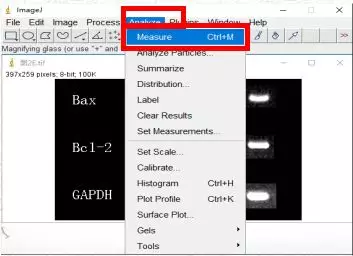 ImageJ
File Edit Image Process Analyze Plugins Window Help
Magnifying glass (or use "+" and
26.tif
397x259 pixels; 8-bit; 100K
Measure Ctrl+M
Analyze Particles...
Summarize
Distribution...
Label
Clear Results
Set Measurements...
Set Scale...
Calibrate...
Histogram Ctrl+H
Plot Profile Ctrl+K
Surface Plot...
Gels
Tools
Bax
Bcl-2
GAPDH